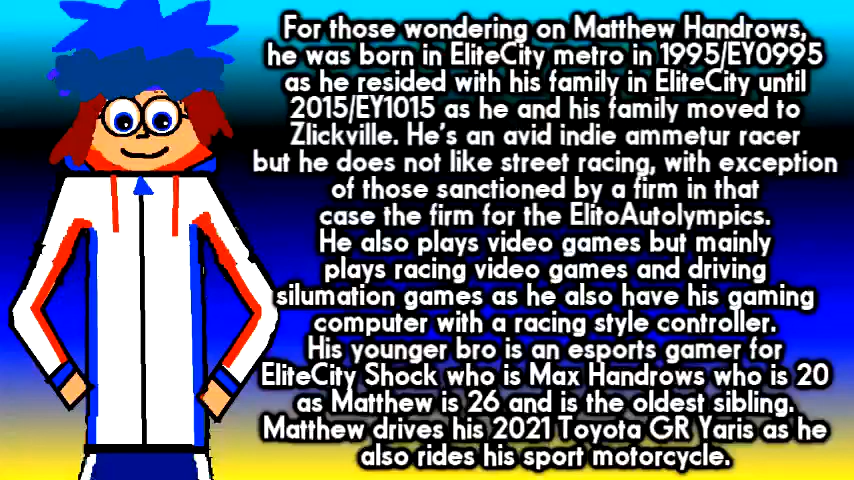 For those wondering on Matthew Handrows,
he was born in EliteCity metro in 1995/EY0995
as he resided with his family in EliteCity until
2015/EY1015 as he and his family moved to
Zlickville. He's an avid indie ammetur racer
but he does not like street racing, with exception
of those sanctioned by a firm in that
case the firm for the ElitoAutolympics.
He also plays video games but mainly
plays racing video games and driving
silumation games as he also have his gaming
computer with a racing style controller.
His younger bro is an esports gamer for
EliteCity Shock who is Max Handrows who is 20
as Matthew is 26 and is the oldest sibling.
Matthew drives his 2021 Toyota GR Yaris as he
also rides his sport motorcycle.